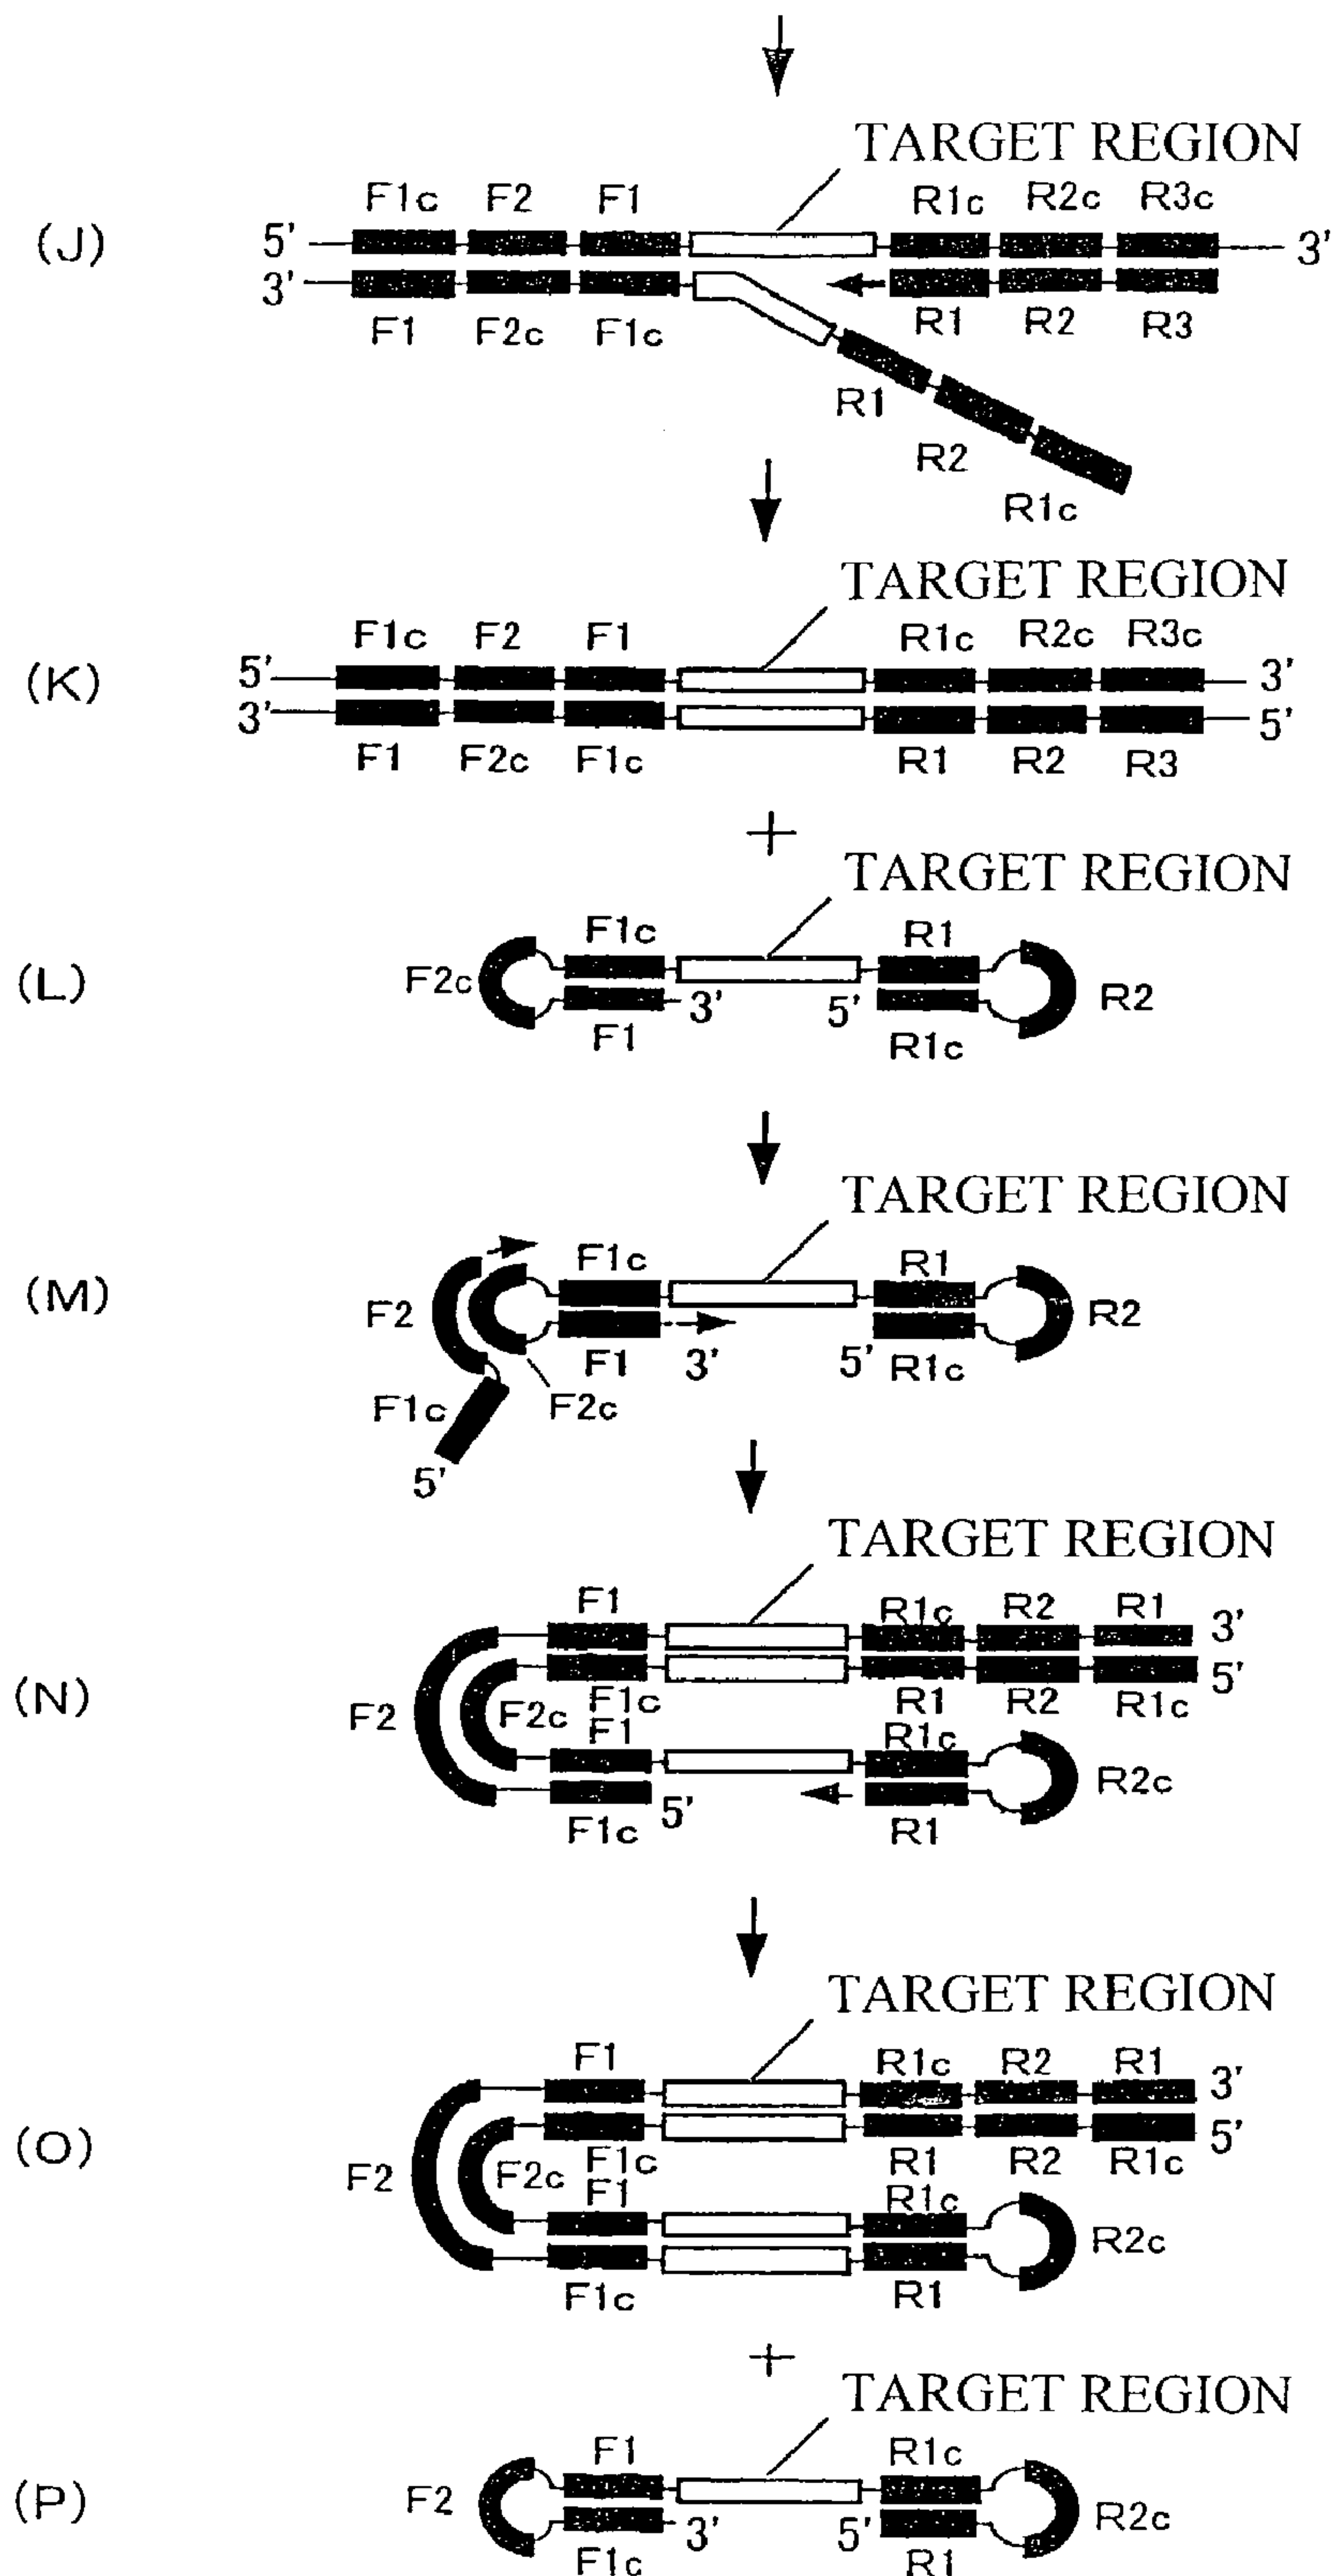 TARGET REGION
F1c F2 F1 R1c R2c R3c
(J) 5' 3'
3'
F1 F2c F1c R1 R2 R3
R1
R2
R1c
TARGET REGION
F1c F2 F1 R1c R2c R3c
(K) 5' 3'
3' 5'
F1 F2c F1c R1 R2 R3
+
TARGET REGION
F1c R1
(L) F2c 3' 5' R2
F1 R1c
TARGET REGION
F1c R1
(M) F2 R2
F1 3' 5' R1c
F1c F2c
5'
TARGET REGION
F1 R1c R2 R1
3'
5'
(N) F2 F2c F1c R1 R2 R1c
F1 R1c
R2c
5'
F1c R1
TARGET REGION
F1 R1c R2 R1
3'
5'
(O) F2 F2c F1c R1 R2 R1c
F1 R1c
R2c
F1c R1
+
TARGET REGION
F1 R1c
(P) F2 3' 5' R2c
F1c R1